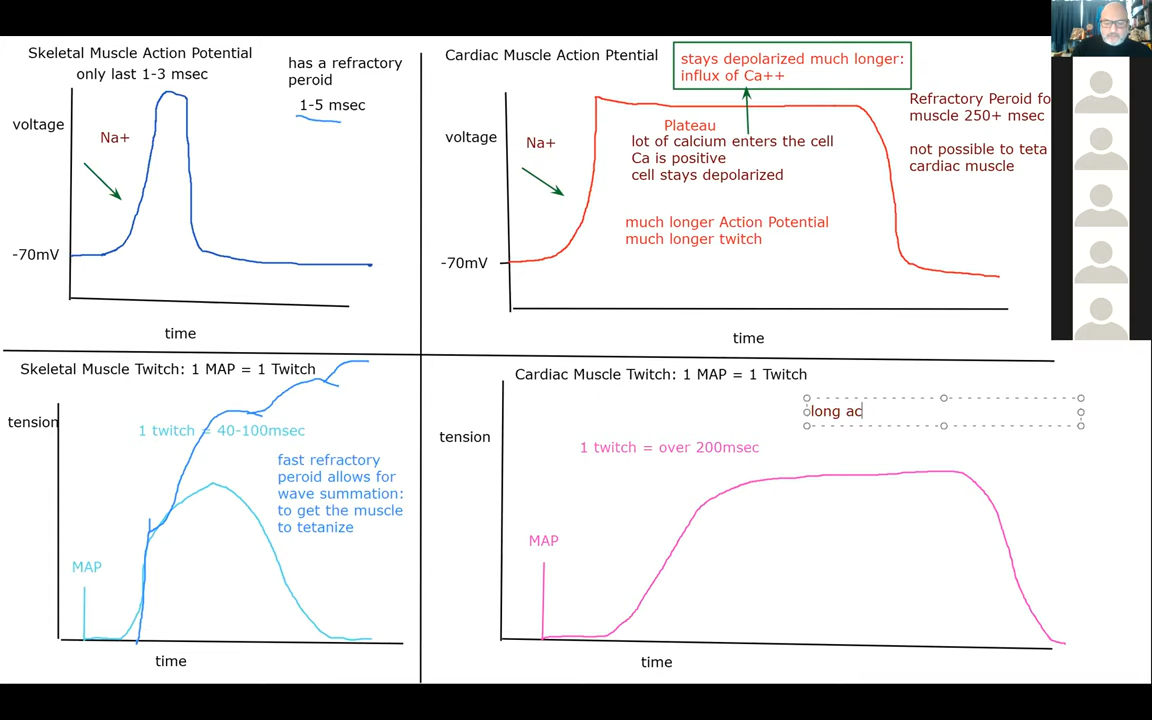 Skeletal Muscle Action Potential
only last 1-3 msec
has a refractory
peroid
1-5 msec
voltage
Na+
-70mV
time
Cardiac Muscle Action Ptential
stays depolarized much longer:
influx of Ca++
voltage
Na+
Plateau
lot of calcium enters the cell
Ca is positive
cell stays depolarized
much longer Action Potential
much longer twitch
-70mV
time
Refractory Peroid fo
muscle 250+ msec
not possible to teta
cardiac muscle
Skeletal Muscle Twitch: 1 MAP = 1 Twitch
tension
1 twitch = 40-100msec
fast refractory
peroid allows for
wave summation:
to get the muscle
to tetanize
MAP
time
Cardiac Muscle Twitch: 1 MAP = 1 Twitch
long ac
tension
1 twitch = over 200msec
MAP
time